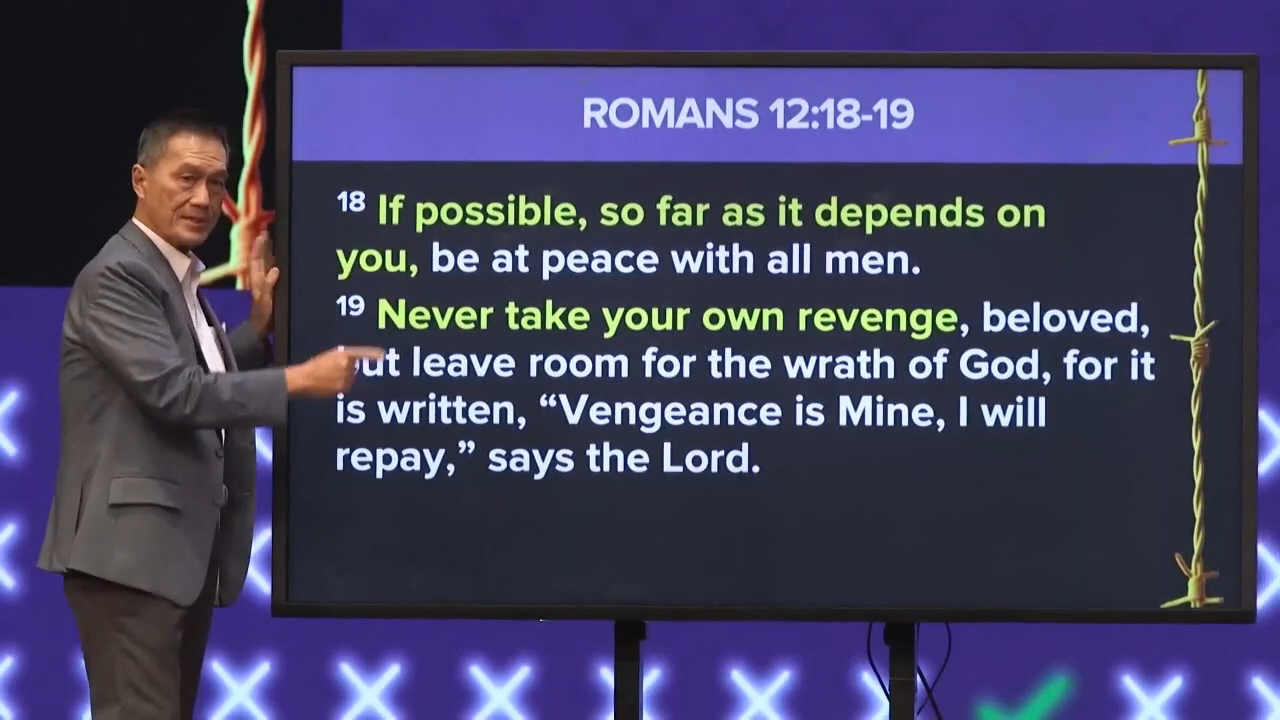 ROMANS 12:18-19
18 If possible, so far as it depends on
you, be at peace with all men.
19 Never take your own revenge, beloved,
but leave room for the wrath of God, for it
is written, “Vengeance is Mine, I will
repay,” says the Lord.